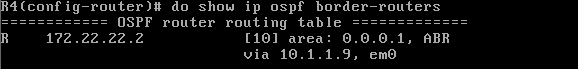 R4(config-router)# do show ip ospf border-routers
============ OSPF router routing table =============
R    172.22.22.2           [10] area: 0.0.0.1, ABR
                           via 10.1.1.9, em0